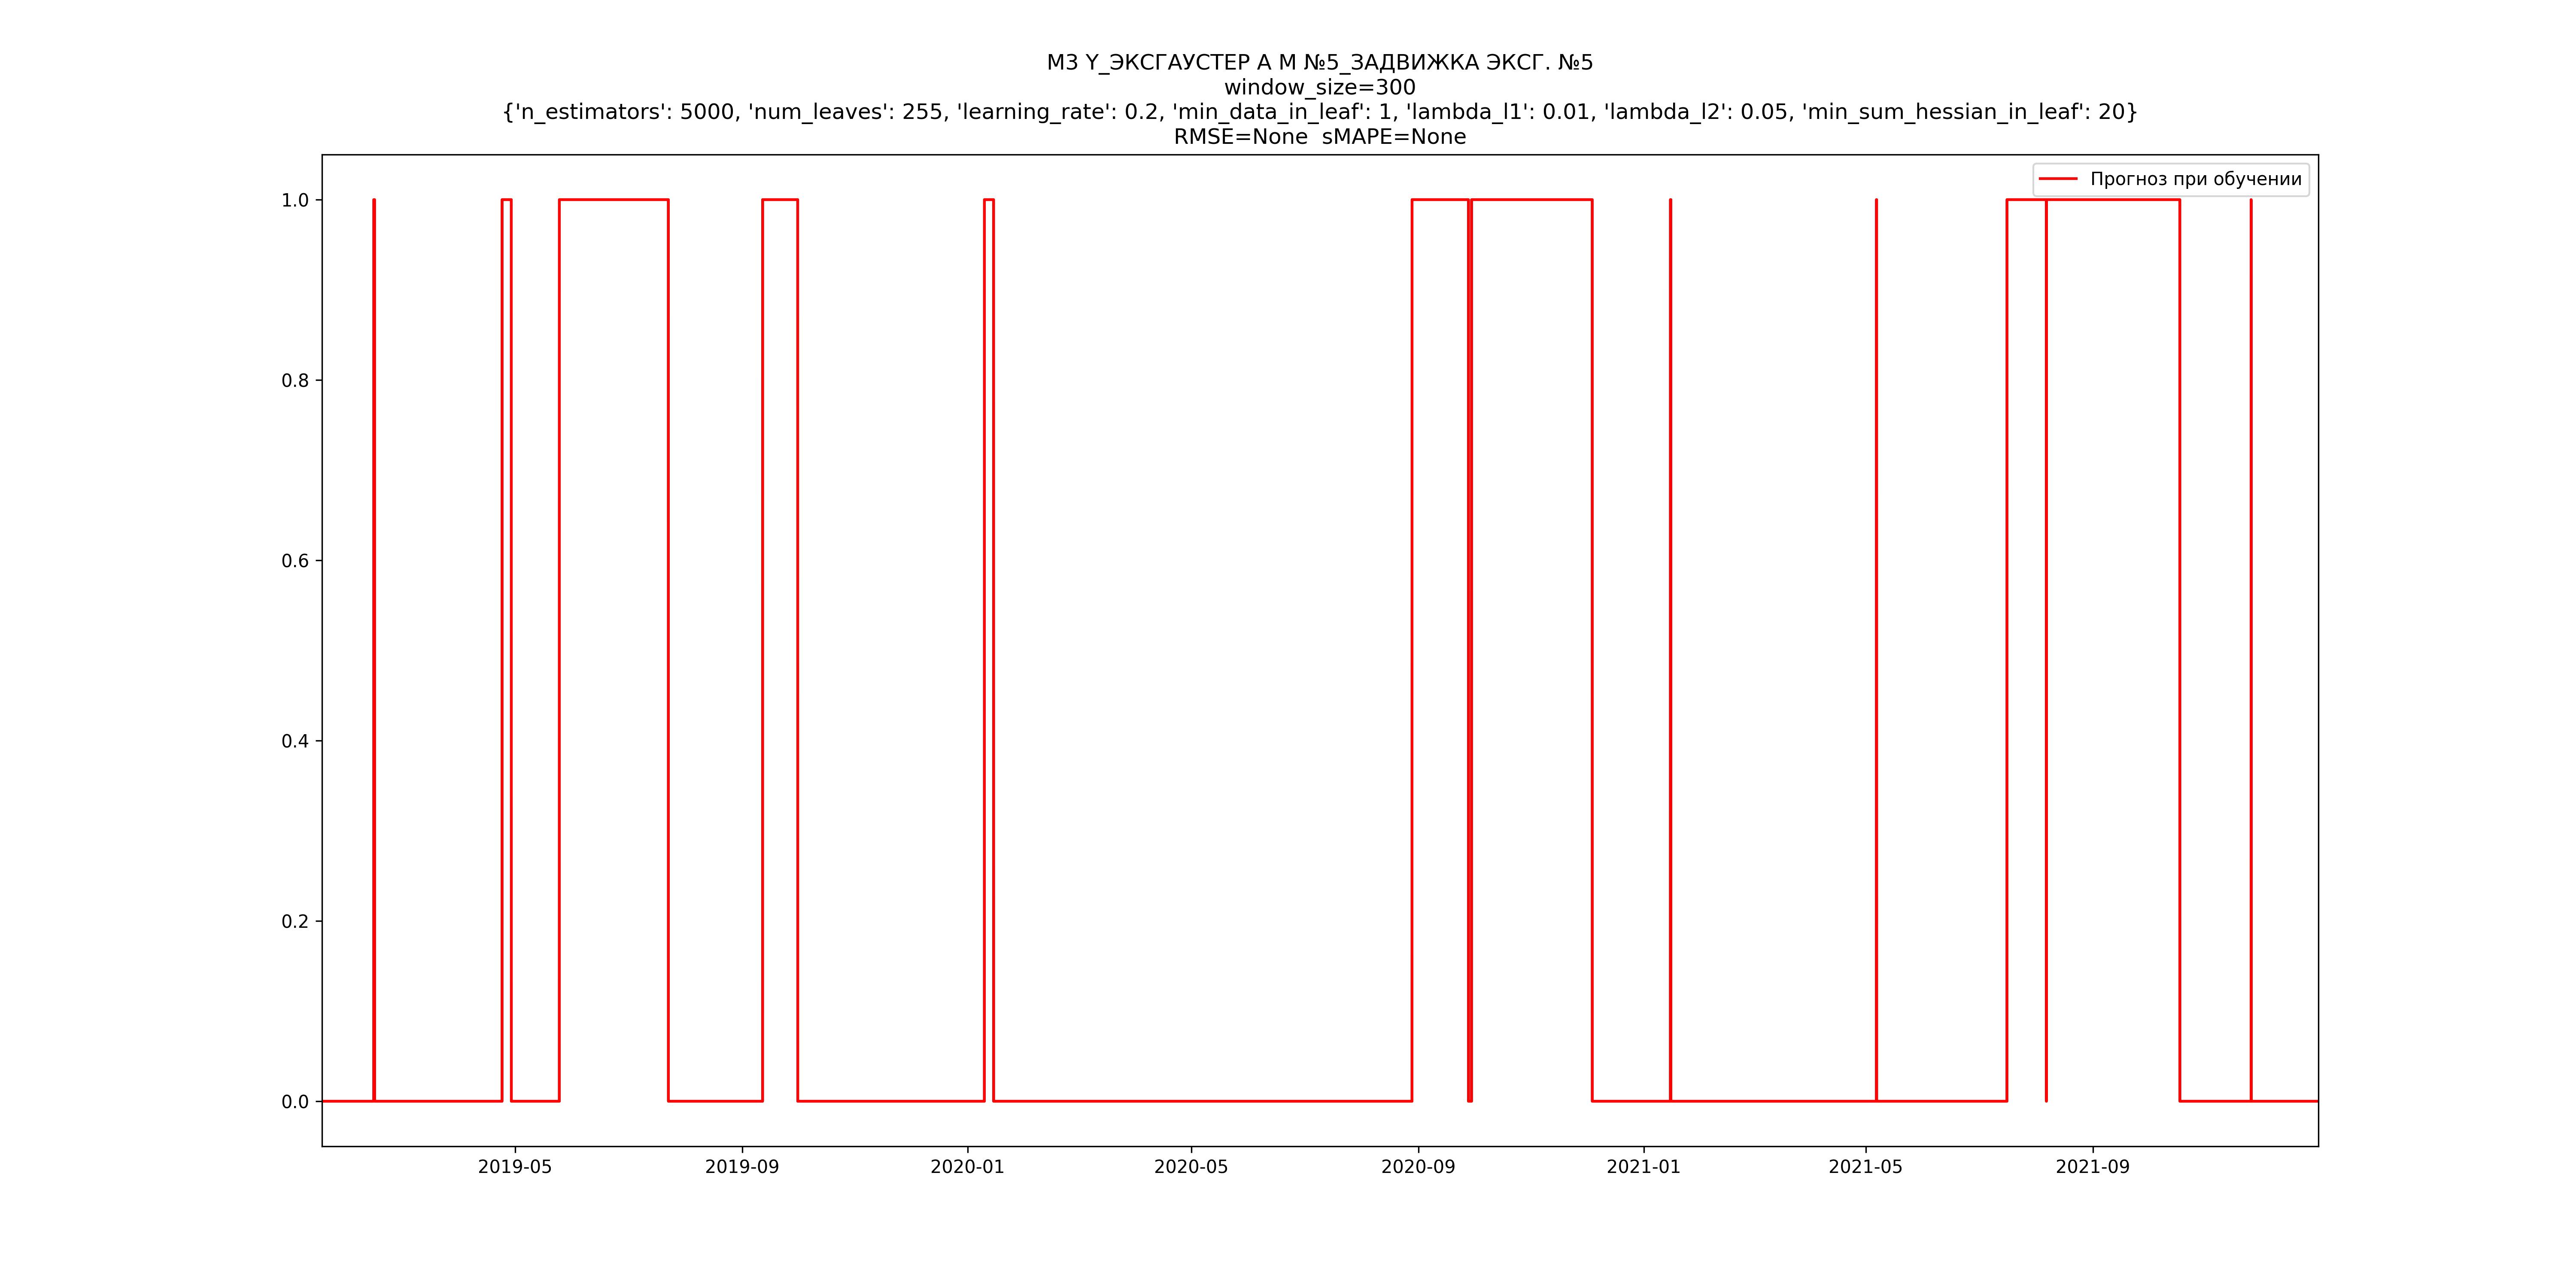 М3 Y_ЭКСГАУСТЕР А М №5_ЗАДВИЖКА ЭКСГ. №5
window_size=300
{'n_estimators': 5000, 'num_leaves': 255, 'learning_rate': 0.2, 'min_data_in_leaf': 1, 'lambda_l1': 0.01, 'lambda_l2': 0.05, 'min_sum_hessian_in_leaf': 20}
RMSE=None  sMAPE=None
Прогноз при обучении
1.0
0.8
0.6
0.4
0.2
0.0
2019-05
2019-09
2020-01
2020-05
2020-09
2021-01
2021-05
2021-09